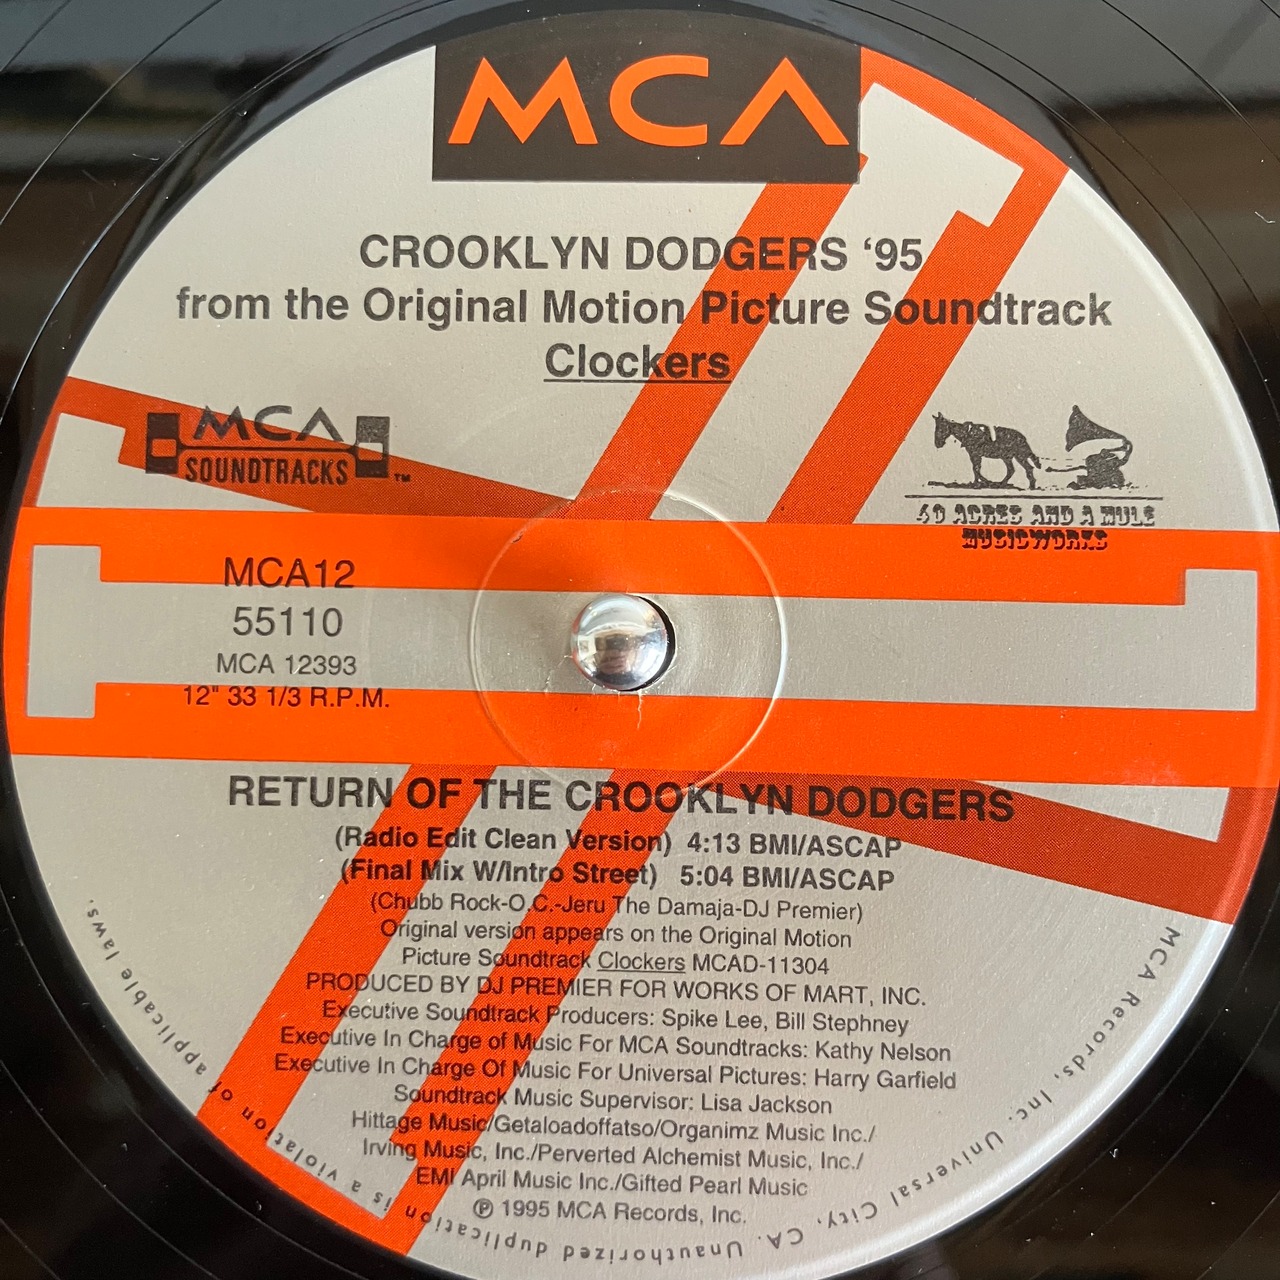 MCA
CROOKLYN DODGERS ‘95
from the Original Motion Picture Soundtrack
Clockers
MCA
SOUNDTRACKS™
40 ACRES AND A MULE
MUSICWORKS
MCA12
55110
MCA 12393
12" 33 1/3 R.P.M.
RETURN OF THE CROOKLYN DODGERS
(Radio Edit Clean Version) 4:13 BMI/ASCAP
(Final Mix W/Intro Street) 5:04 BMI/ASCAP
(Chubb Rock-O.C.-Jeru The Damaja-DJ Premier)
Original version appears on the Original Motion
Picture Soundtrack Clockers MCAD-11304
PRODUCED BY DJ PREMIER FOR WORKS OF MART, INC.
Executive Soundtrack Producers: Spike Lee, Bill Stephney
Executive In Charge of Music For MCA Soundtracks: Kathy Nelson
Executive In Charge Of Music For Universal Pictures: Harry Garfield
Soundtrack Music Supervisor: Lisa Jackson
Hittage Music/Getaloadoffatso/Organimz Music Inc./
Irving Music, Inc./Perverted Alchemist Music, Inc./
EMI April Music Inc./Gifted Pearl Music
℗ 1995 MCA Records, Inc.
MCA Records, Inc. Universal City, CA. Unauthorized duplication is a violation of applicable laws.